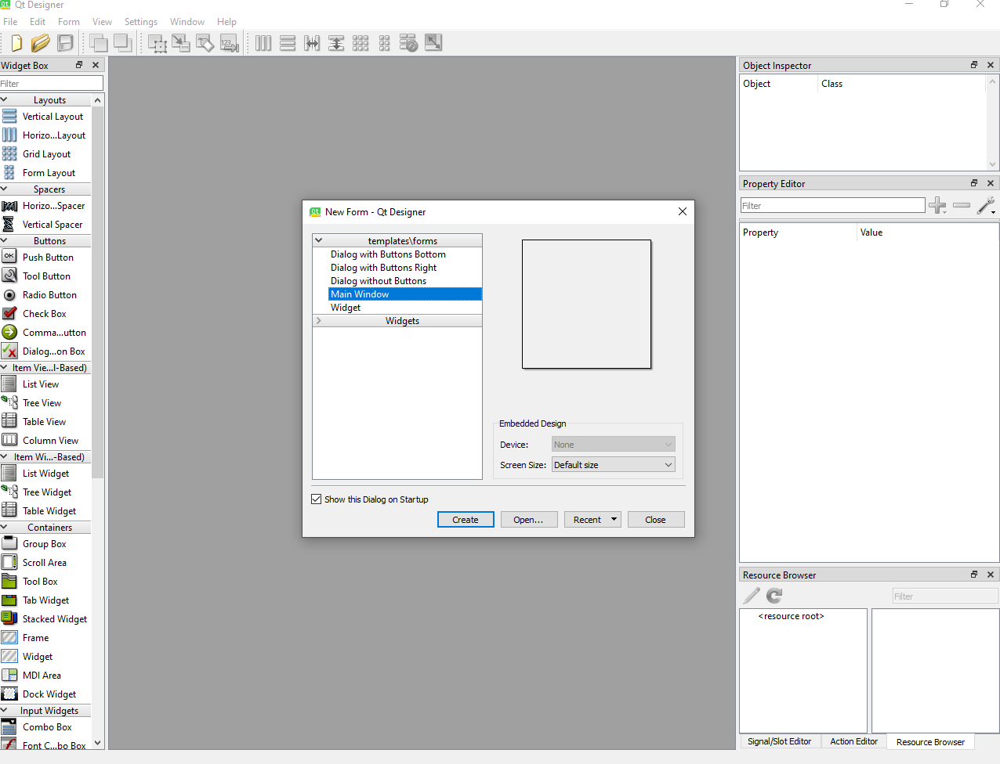 Qt Designer
File Edit Form View Settings Window Help
Widget Box
Filter
Layouts
Vertical Layout
Horizo...Layout
Grid Layout
Form Layout
Spacers
Horizo...Spacer
Vertical Spacer
Buttons
OK Push Button
Tool Button
Radio Button
Check Box
Comma...utton
Dialog...on Box
Item Vie...l-Based)
List View
Tree View
Table View
Column View
Item Wi...-Based)
List Widget
Tree Widget
Table Widget
Containers
Group Box
Scroll Area
Tool Box
Tab Widget
Stacked Widget
Frame
Widget
MDI Area
Dock Widget
Input Widgets
Combo Box
Font C...bo Box
New Form - Qt Designer
templates\forms
Dialog with Buttons Bottom
Dialog with Buttons Right
Dialog without Buttons
Main Window
Widget
Widgets
Embedded Design
Device: None
Screen Size: Default size
Show this Dialog on Startup
Create Open... Recent Close
Object Inspector
Object Class
Property Editor
Filter
Property Value
Resource Browser
Filter
<resource root>
Signal/Slot Editor Action Editor Resource Browser